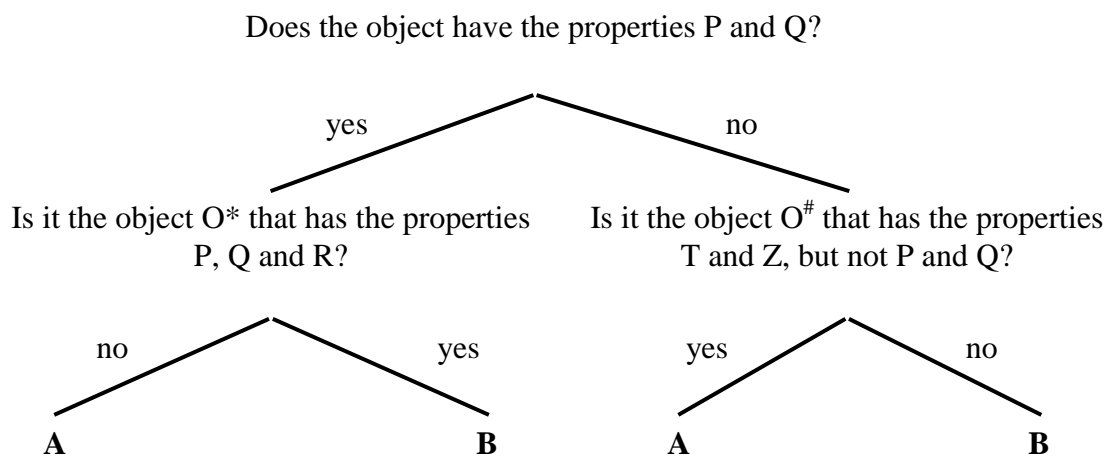 Does the object have the properties P and Q?
yes
no
Is it the object O* that has the properties
P, Q and R?
Is it the object O# that has the properties
T and Z, but not P and Q?
no
yes
yes
no
A
B
A
B